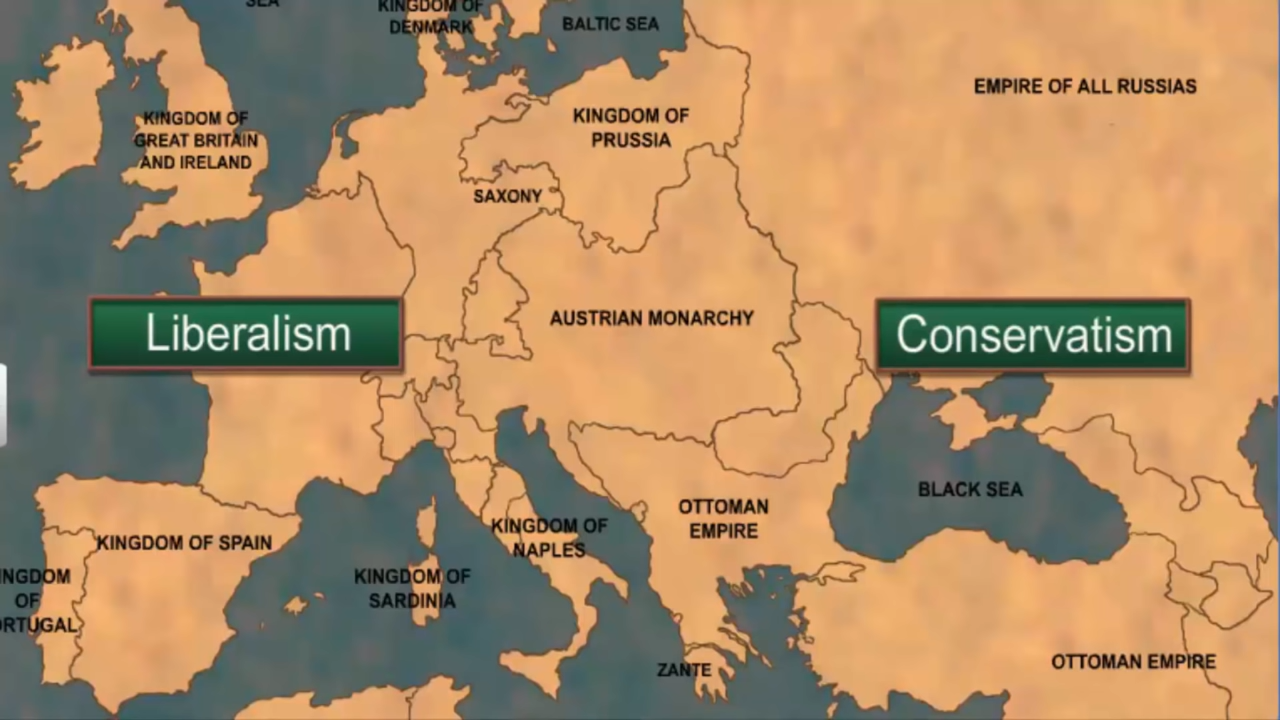 SEA
KINGDOM OF
DENMARK
BALTIC SEA
EMPIRE OF ALL RUSSIAS
KINGDOM OF
GREAT BRITAIN
AND IRELAND
KINGDOM OF
PRUSSIA
SAXONY
AUSTRIAN MONARCHY
Liberalism
Conservatism
BLACK SEA
OTTOMAN
EMPIRE
KINGDOM OF
NAPLES
KINGDOM OF SPAIN
KINGDOM OF
SARDINIA
INGDOM
OF
RTUGAL
ZANTE
OTTOMAN EMPIRE